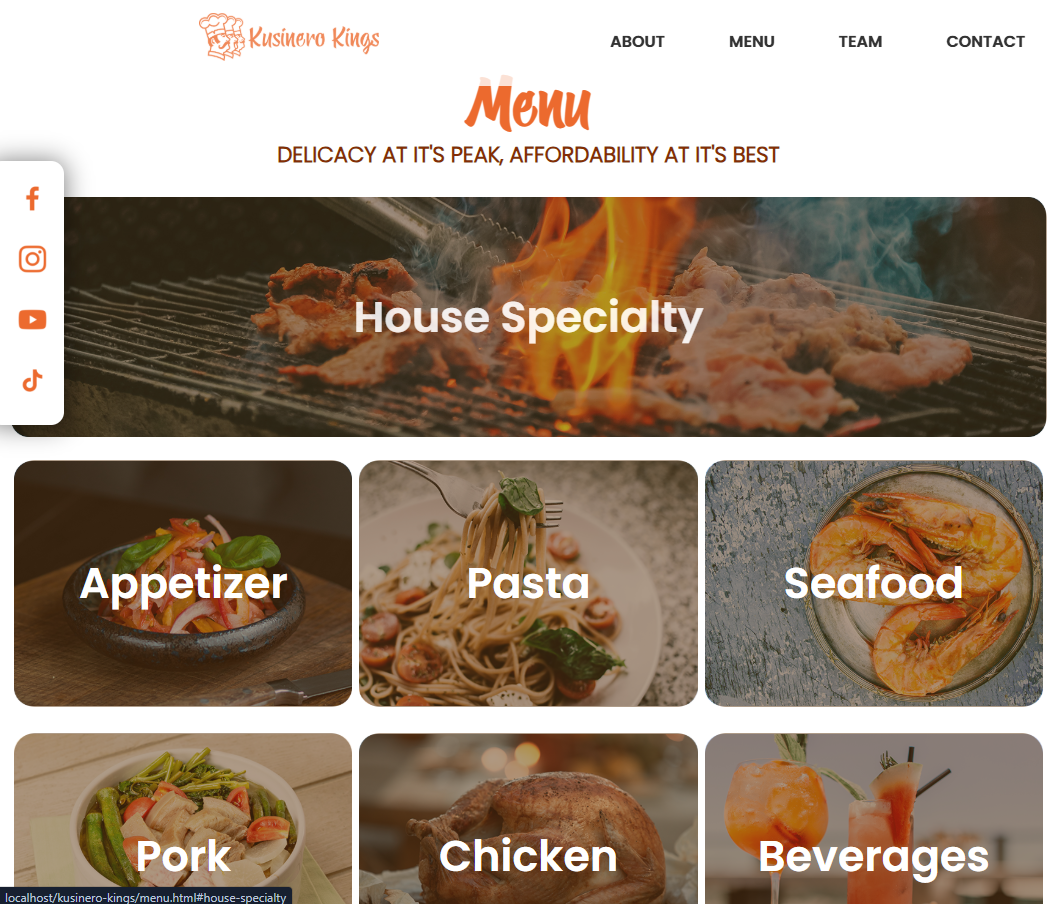 Kusinero Kings
ABOUT MENU TEAM CONTACT
Menu
DELICACY AT IT'S PEAK, AFFORDABILITY AT IT'S BEST
House Specialty
Appetizer Pasta Seafood
Pork Chicken Beverages
localhost/kusinero-kings/menu.html#house-specialty